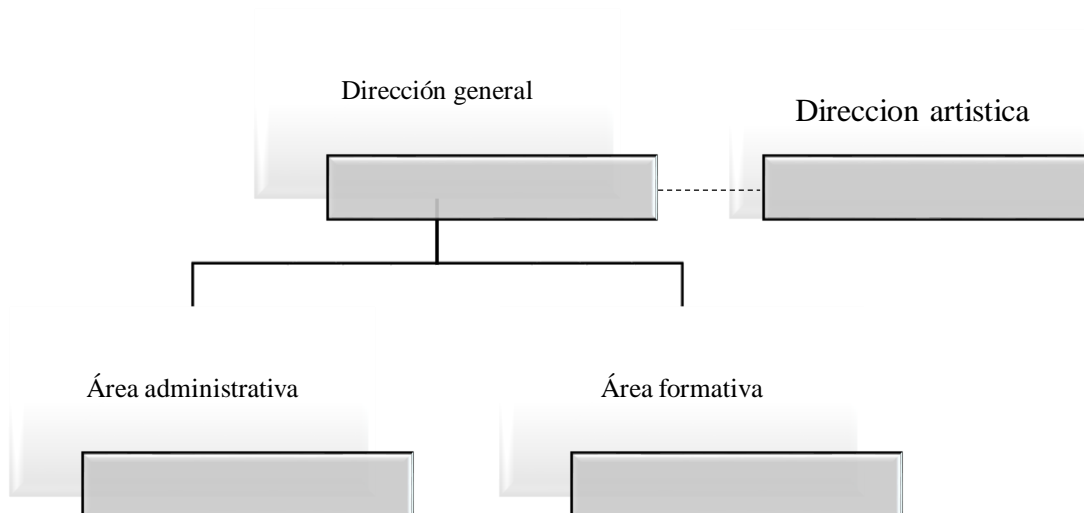 Dirección general
Direccion artistica
Área administrativa
Área formativa